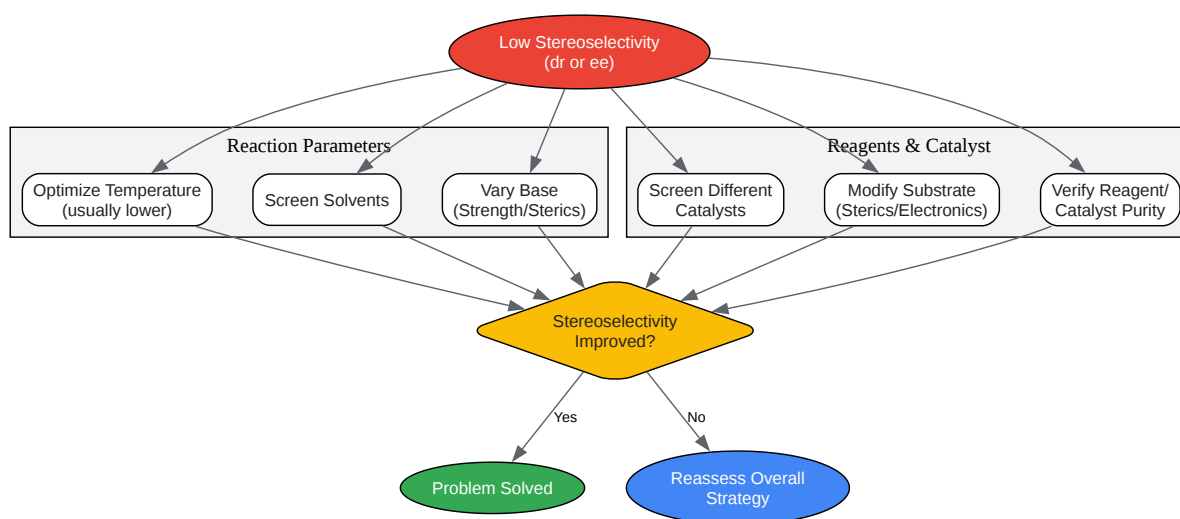 Low Stereoselectivity
(dr or ee)
Reaction Parameters
Reagents & Catalyst
Optimize Temperature
(usually lower)
Screen Solvents
Vary Base
(Strength/Sterics)
Screen Different
Catalysts
Modify Substrate
(Sterics/Electronics)
Verify Reagent/
Catalyst Purity
Stereoselectivity
Improved?
Yes
No
Problem Solved
Reassess Overall
Strategy